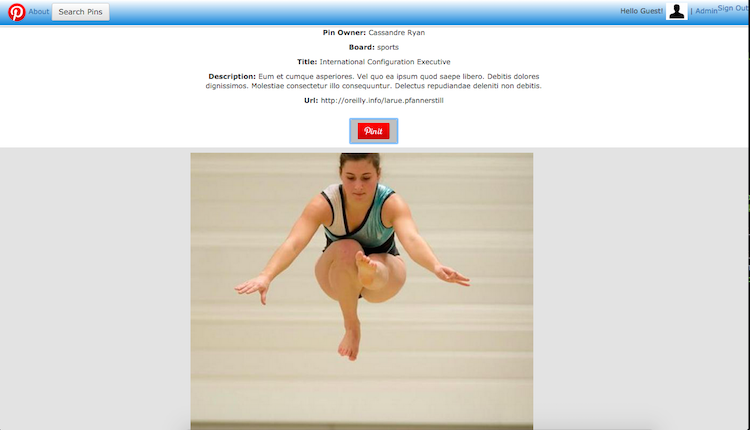 About Search Pins Hello Guest! | Admin Sign Out
Pin Owner: Cassandre Ryan
Board: sports
Title: International Configuration Executive
Description: Eum et cumque asperiores. Vel quo ea ipsum quod saepe libero. Debitis dolores
dignissimos. Molestiae consectetur illo consequuntur. Delectus repudiandae deleniti non debitis.
Url: http://oreilly.info/larue.pfannerstill
Pinit